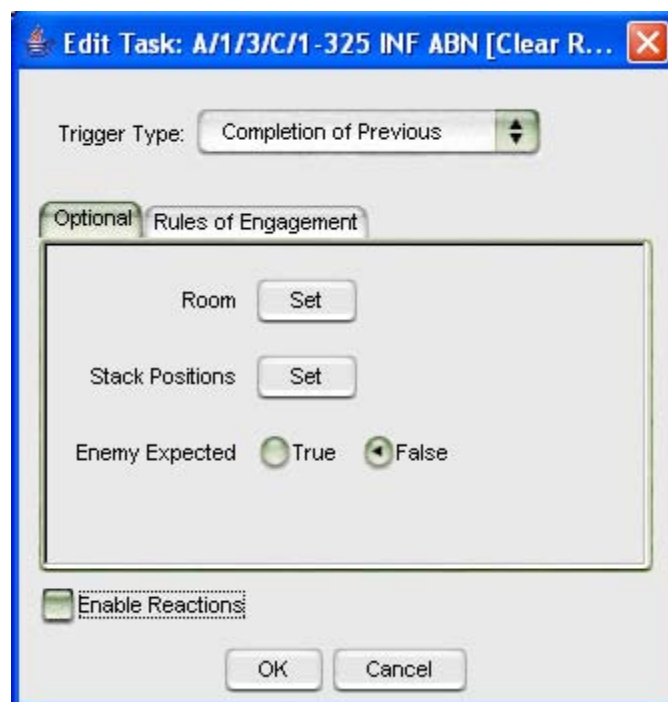 Edit Task: A/1/3/C/1-325 INF ABN [Clear R...
Trigger Type: Completion of Previous
Optional Rules of Engagement
Room Set
Stack Positions Set
Enemy Expected True False
Enable Reactions
OK Cancel